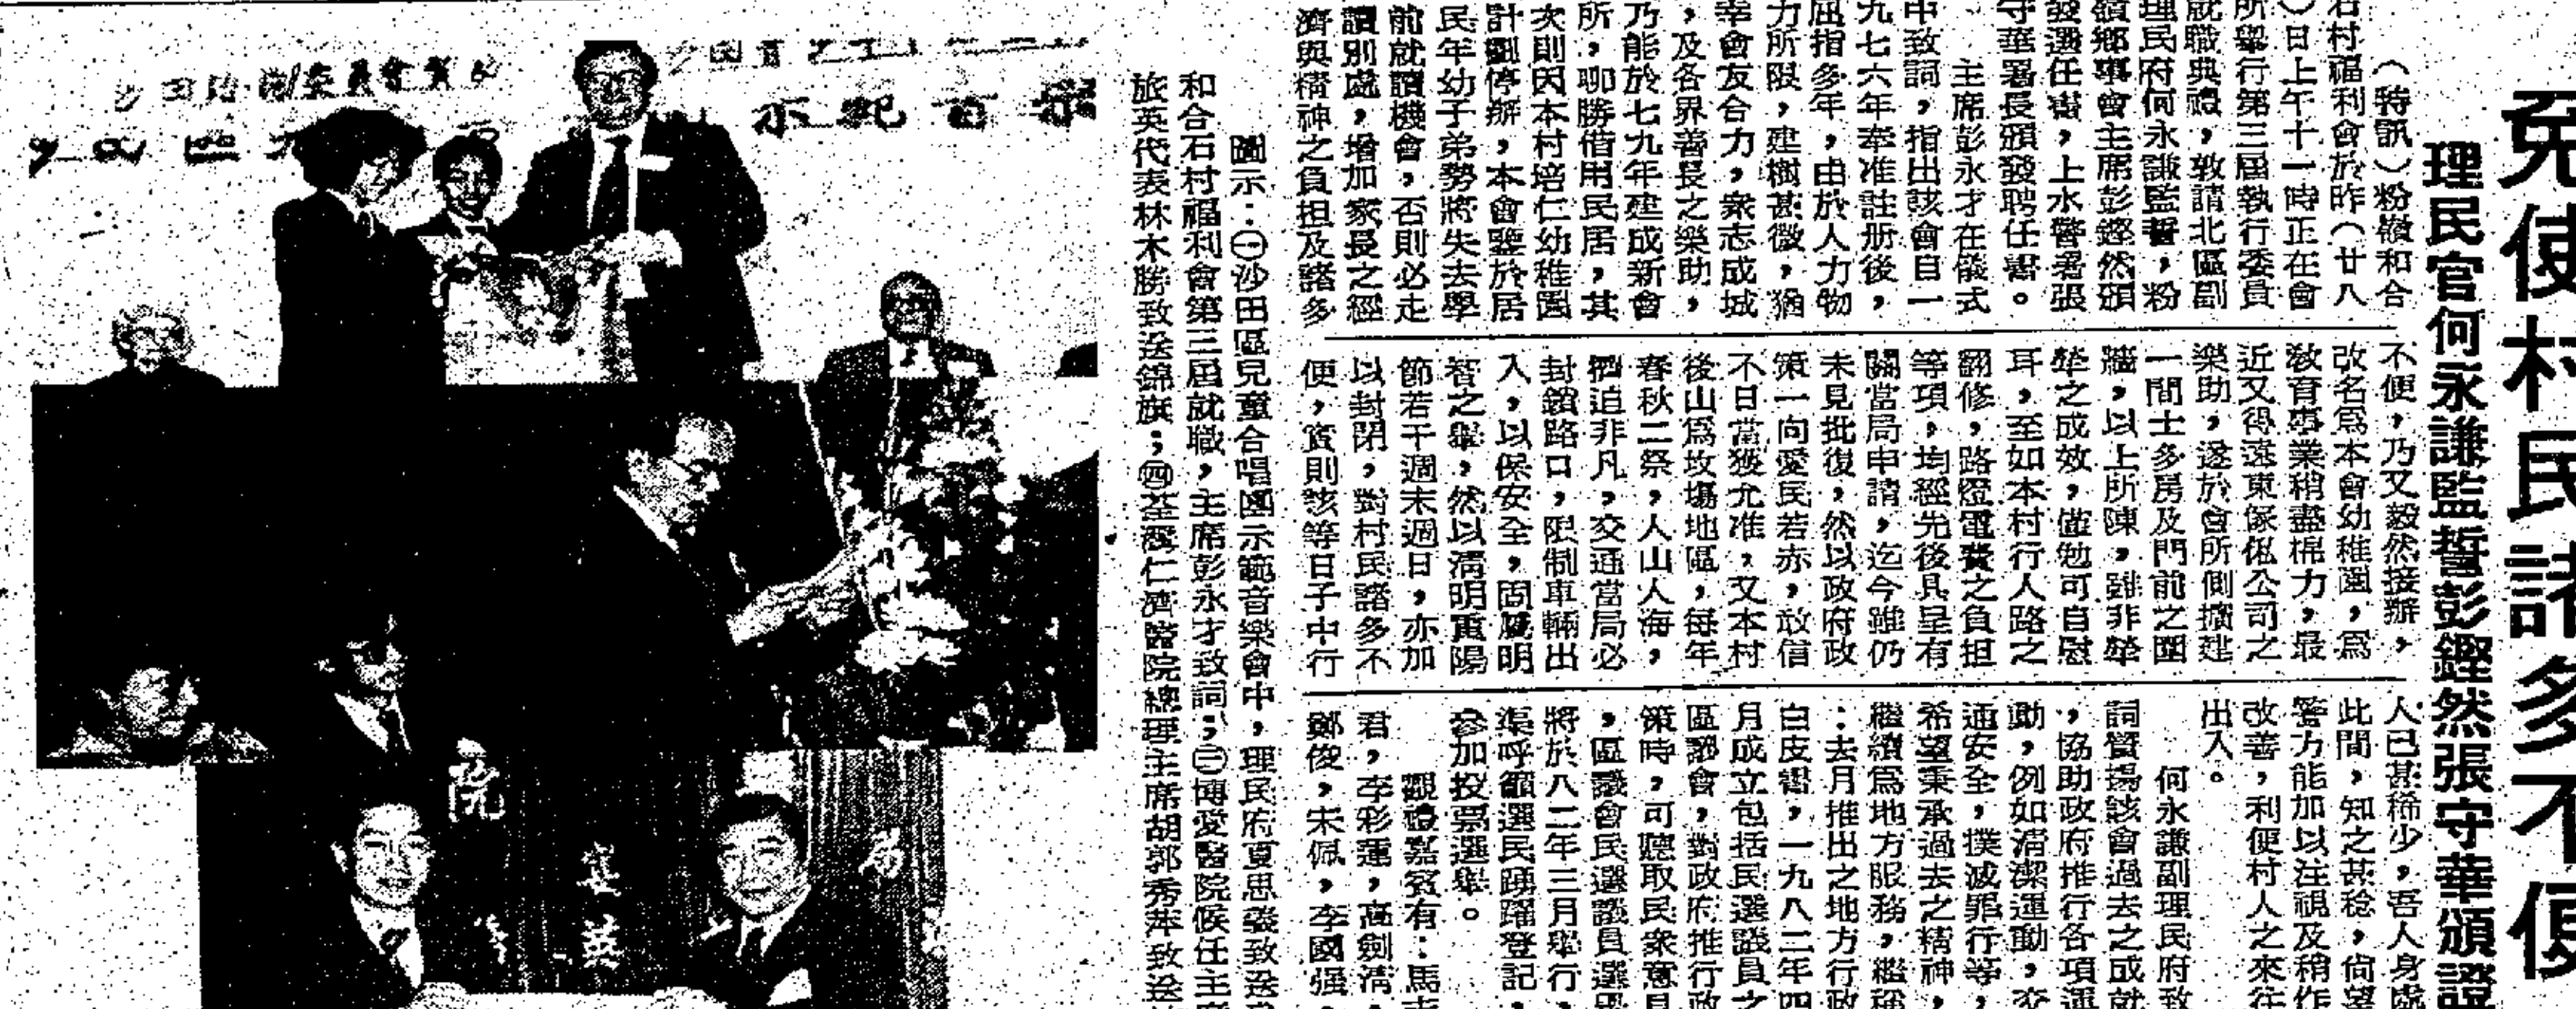 免使村民諸多不便
理民官何永謙監誓彭鏗然張守華頒證
（特訊）粉嶺和合
石村福利會於昨（廿八
）日上午十一時正在會
所舉行第三屆執行委員
就職典禮，敦請北區副
理民府何永謙監誓，粉
嶺鄉事會主席彭鏗然頒
發選任書，上水警署張
守華署長頒發聘任書。
主席彭永才在儀式
中致詞，指出該會自一
九七六年奉准註册後，
屈指多年，由於人力物
力所限，建樹甚微，猶
幸會友合力，衆志成城
，及各界善長之樂助，
乃能於七九年建成新會
所，聊勝借用民居，其
次則因本村培仁幼稚園
計劃停辦，本會鑒於居
民年幼子弟勢將失去學
前就讀機會，否則必走
讀別處，增加家長之經
濟與精神之負担及諸多
不便，乃又毅然接辦，
改名爲本會幼稚園，爲
教育事業稍盡棉力，最
近又得遠東傢俬公司之
樂助，遂於會所側擴建
一間士多房及門前之圍
牆，以上所陳，雖非犖
犖之成效，僅勉可自慰
耳，至如本村行人路之
翻修，路燈電費之負担
等項，均經先後具呈有
關當局申請，迄今雖仍
未見批復，然以政府政
策一向愛民若赤，敢信
不日當獲允准，又本村
後山爲坟塲地區，每年
春秋二祭，人山人海，
擠迫非凡，交通當局必
封鎖路口，限制車輛出
入，以保安全，固屬明
智之舉，然以清明重陽
節若干週末週日，亦加
以封閉，對村民諸多不
便，實則該等日子中行
人已甚稀少，吾人身處
此間，知之甚稔，尙望
警方能加以注視及稍作
改善，利便村人之來往
出入。
何永謙副理民府致
詞贊揚該會過去之成就
，協助政府推行各項運
動，例如清潔運動，交
通安全，撲滅罪行等，
希望秉承過去之精神，
繼續爲地方服務，繼稱
：去月推出之地方行政
白皮書，一九八二年四
月成立包括民選議員之
區議會，對政府推行政
策時，可聽取民衆意見
，區議會民選議員選舉
將於八二年三月舉行，
渠呼籲選民踴躍登記，
參加投票選舉。
觀禮嘉賓有：馬
君，李彩運，高劍淸，
鄭俊，宋佩，李國强，
圖示：㊀沙田區兒童合唱團示範音樂會中，理民府夏思義致送
和合石村福利會第三屆就職，主席彭永才致詞；㊂博愛醫院候任主
旅英代表林木勝致送錦旗；㊃荃灣仁濟醫院總理主席胡郭秀萍致送